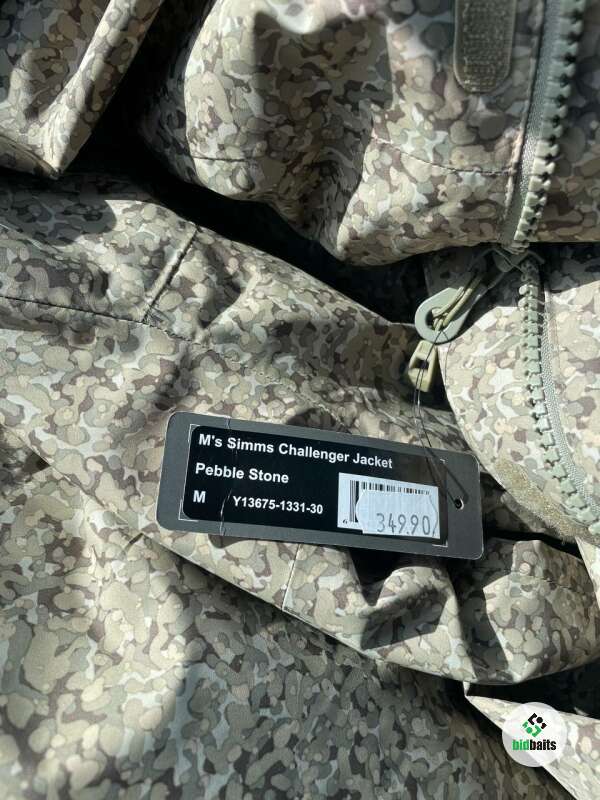 M's Simms Challenger Jacket
Pebble Stone
M Y13675-1331-30
349.90
bidbaits